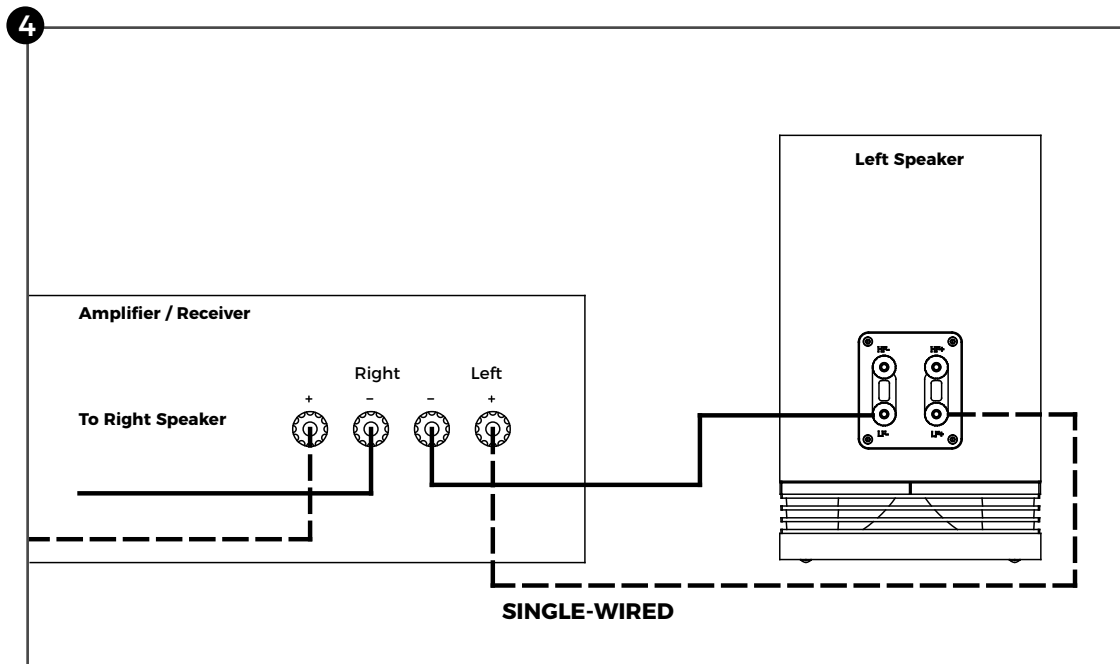 4
Left Speaker
Amplifier / Receiver
Right Left
+ – – +
To Right Speaker
HF- HF+
LF- LF+
SINGLE-WIRED